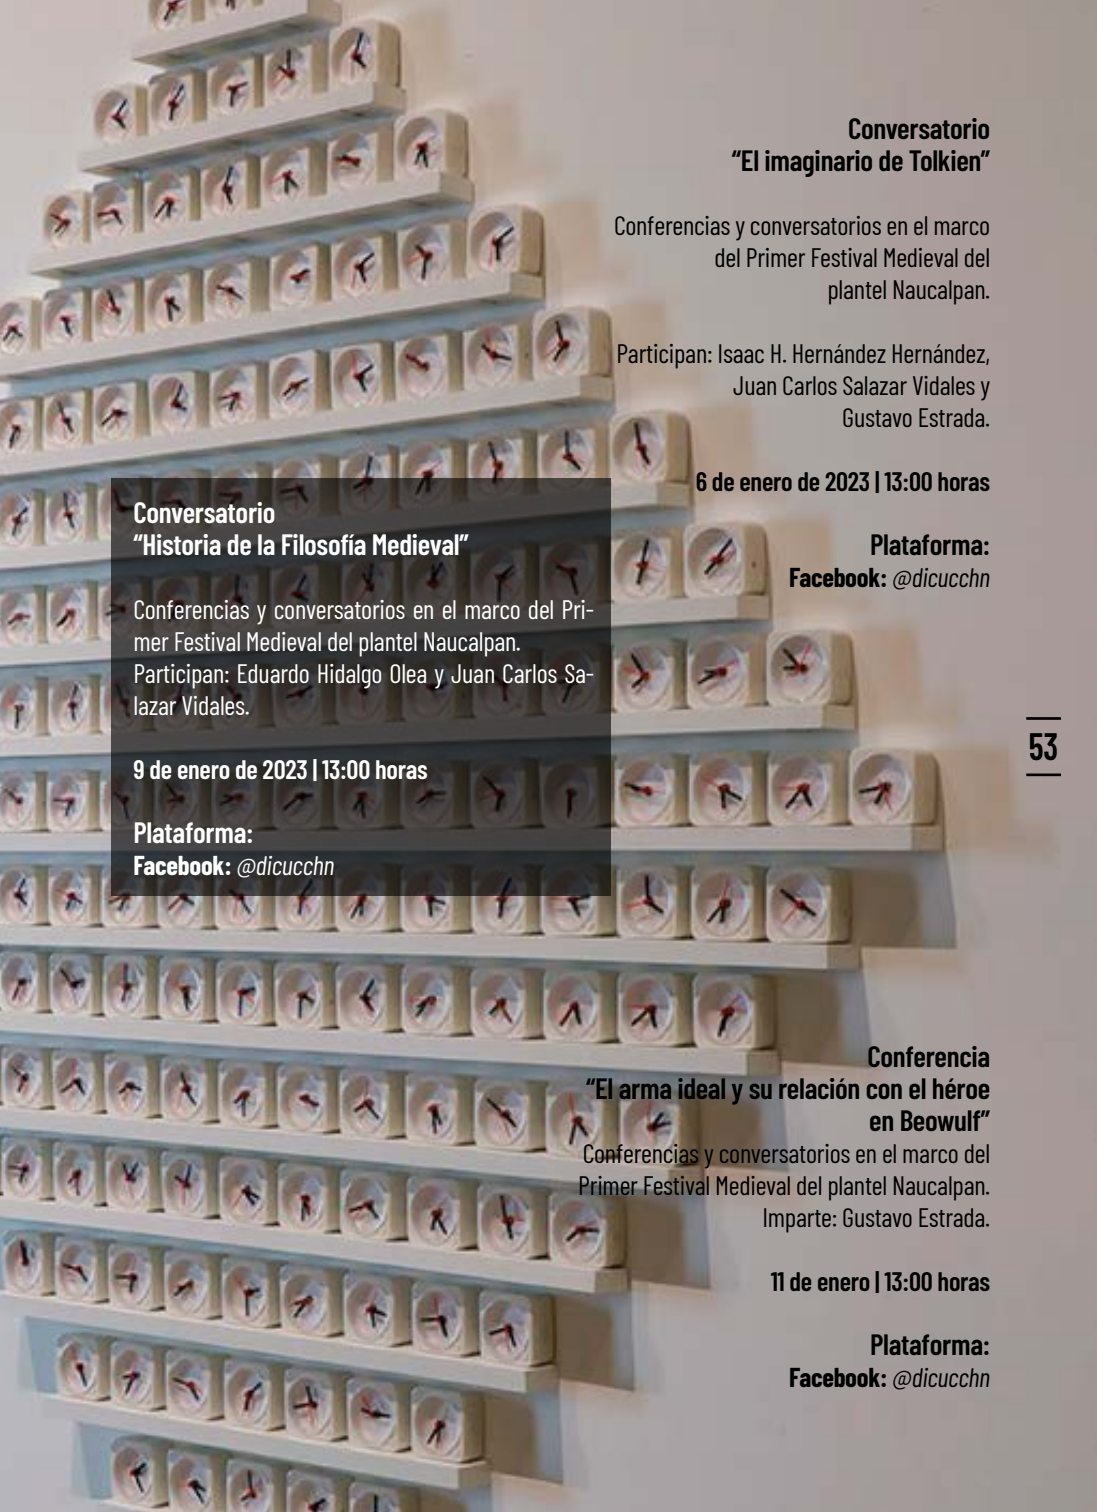 Conversatorio
“El imaginario de Tolkien”
Conferencias y conversatorios en el marco
del Primer Festival Medieval del
plantel Naucalpan.
Participan: Isaac H. Hernández Hernández,
Juan Carlos Salazar Vidales y
Gustavo Estrada.
6 de enero de 2023 | 13:00 horas
Plataforma:
Facebook: @dicucchn
Conversatorio
“Historia de la Filosofía Medieval”
Conferencias y conversatorios en el marco del Pri-
mer Festival Medieval del plantel Naucalpan.
Participan: Eduardo Hidalgo Olea y Juan Carlos Sa-
lazar Vidales.
9 de enero de 2023 | 13:00 horas
Plataforma:
Facebook: @dicucchn
53
Conferencia
“El arma ideal y su relación con el héroe
en Beowulf”
Conferencias y conversatorios en el marco del
Primer Festival Medieval del plantel Naucalpan.
Imparte: Gustavo Estrada.
11 de enero | 13:00 horas
Plataforma:
Facebook: @dicucchn